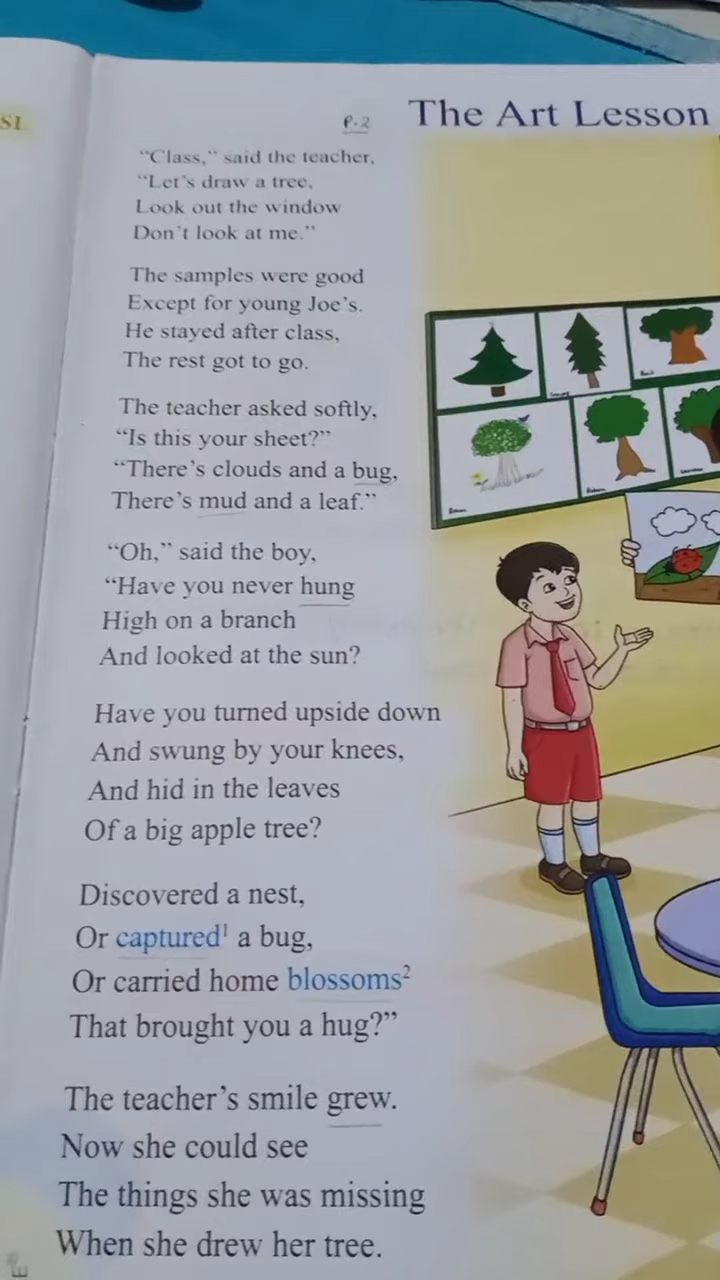 SI
P.2
The Art Lesson
“Class,” said the teacher,
“Let’s draw a tree,
Look out the window
Don’t look at me.”
The samples were good
Except for young Joe’s.
He stayed after class,
The rest got to go.
The teacher asked softly,
“Is this your sheet?”
“There’s clouds and a bug,
There’s mud and a leaf.”
“Oh,” said the boy,
“Have you never hung
High on a branch
And looked at the sun?
Have you turned upside down
And swung by your knees,
And hid in the leaves
Of a big apple tree?
Discovered a nest,
Or captured¹ a bug,
Or carried home blossoms²
That brought you a hug?”
The teacher’s smile grew.
Now she could see
The things she was missing
When she drew her tree.